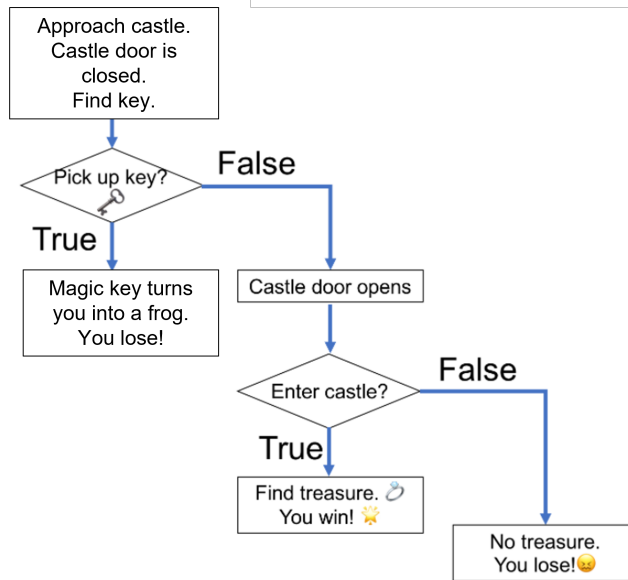 Approach castle.
Castle door is
closed.
Find key.
Pick up key?
False
True
Magic key turns
you into a frog.
You lose!
Castle door opens
Enter castle?
False
True
Find treasure. 💍
You win! 🌟
No treasure.
You lose!😠